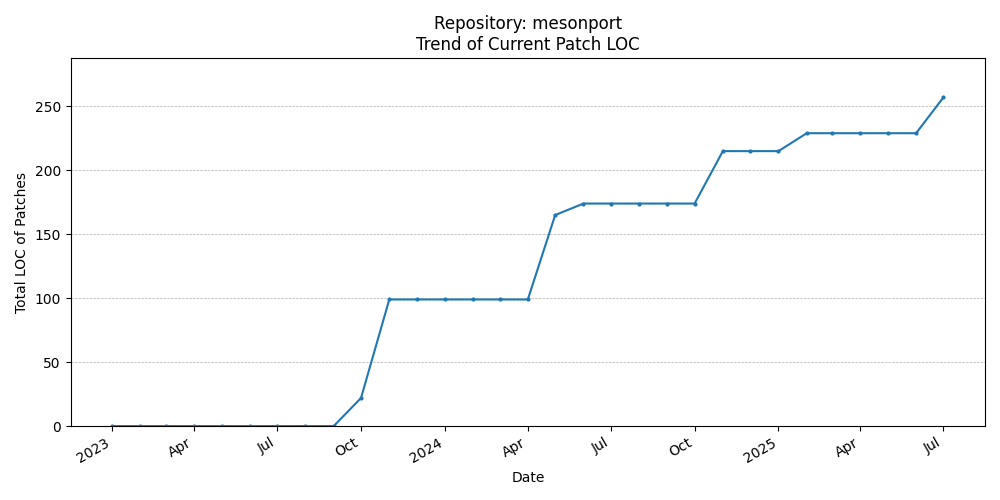 Repository: mesonport
Trend of Current Patch LOC
Total LOC of Patches
250
200
150
100
50
0
2023
Apr
Jul
Oct
2024
Apr
Jul
Oct
2025
Apr
Jul
Date